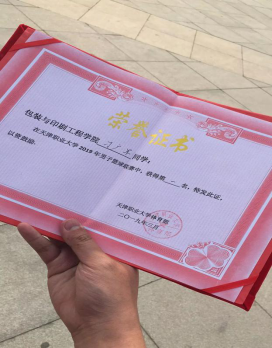 荣誉证书
包装与印刷工程学院 同学：
在天津职业大学 2019 年男子篮球超赛中，获得第二名，特发此证，
以资鼓励。
天津职业大学体育部
二〇一九年三月